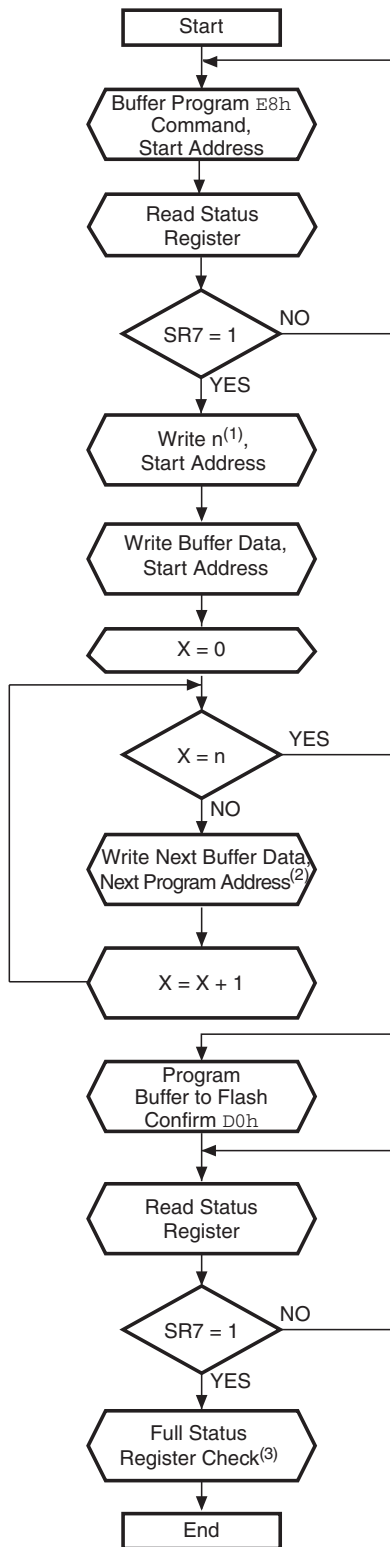 Start
Buffer Program E8h
Command,
Start Address
Read Status
Register
SR7 = 1
NO
YES
Write n(1),
Start Address
Write Buffer Data,
Start Address
X = 0
X = n
YES
NO
Write Next Buffer Data,
Next Program Address(2)
X = X + 1
Program
Buffer to Flash
Confirm D0h
Read Status
Register
SR7 = 1
NO
YES
Full Status
Register Check(3)
End